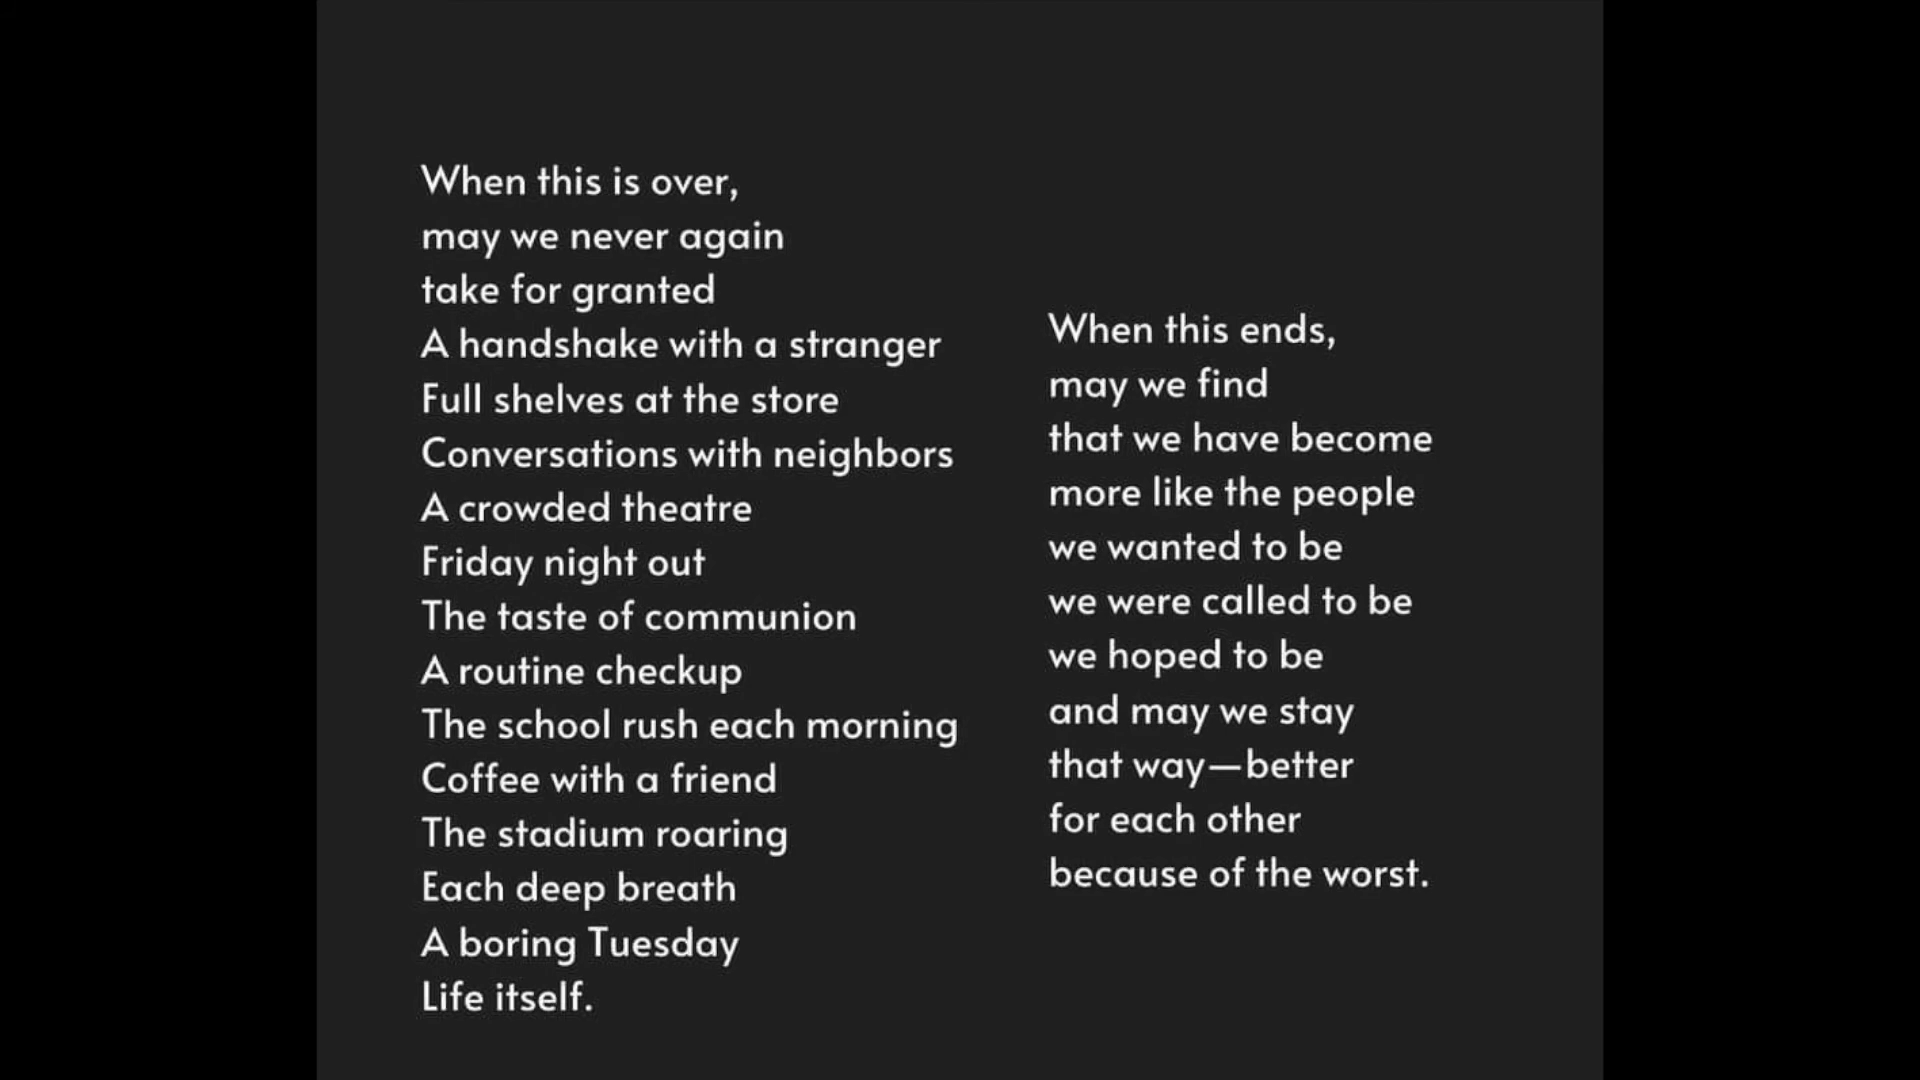 When this is over,
may we never again
take for granted
A handshake with a stranger
Full shelves at the store
Conversations with neighbors
A crowded theatre
Friday night out
The taste of communion
A routine checkup
The school rush each morning
Coffee with a friend
The stadium roaring
Each deep breath
A boring Tuesday
Life itself.
When this ends,
may we find
that we have become
more like the people
we wanted to be
we were called to be
we hoped to be
and may we stay
that way—better
for each other
because of the worst.